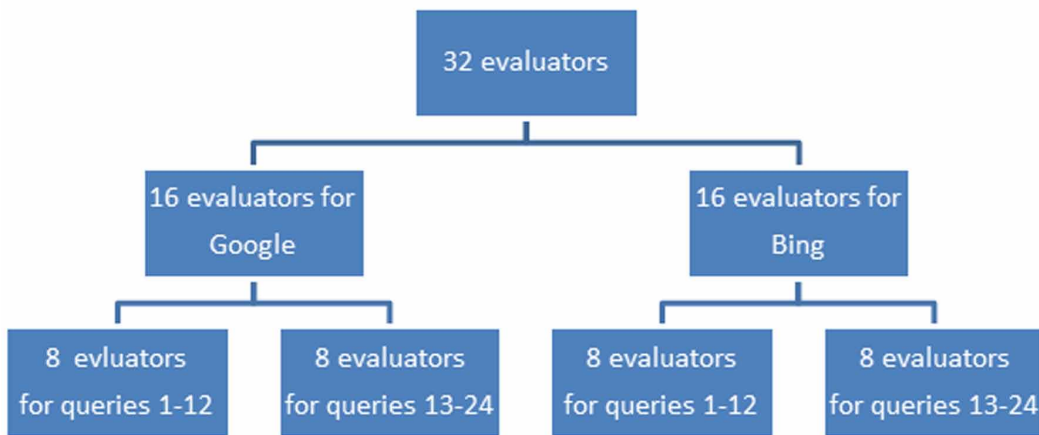 32 evaluators
16 evaluators for
Google
16 evaluators for
Bing
8  evluators
for queries 1-12
8 evaluators
for queries 13-24
8 evaluators
for queries 1-12
8 evaluators
for queries 13-24